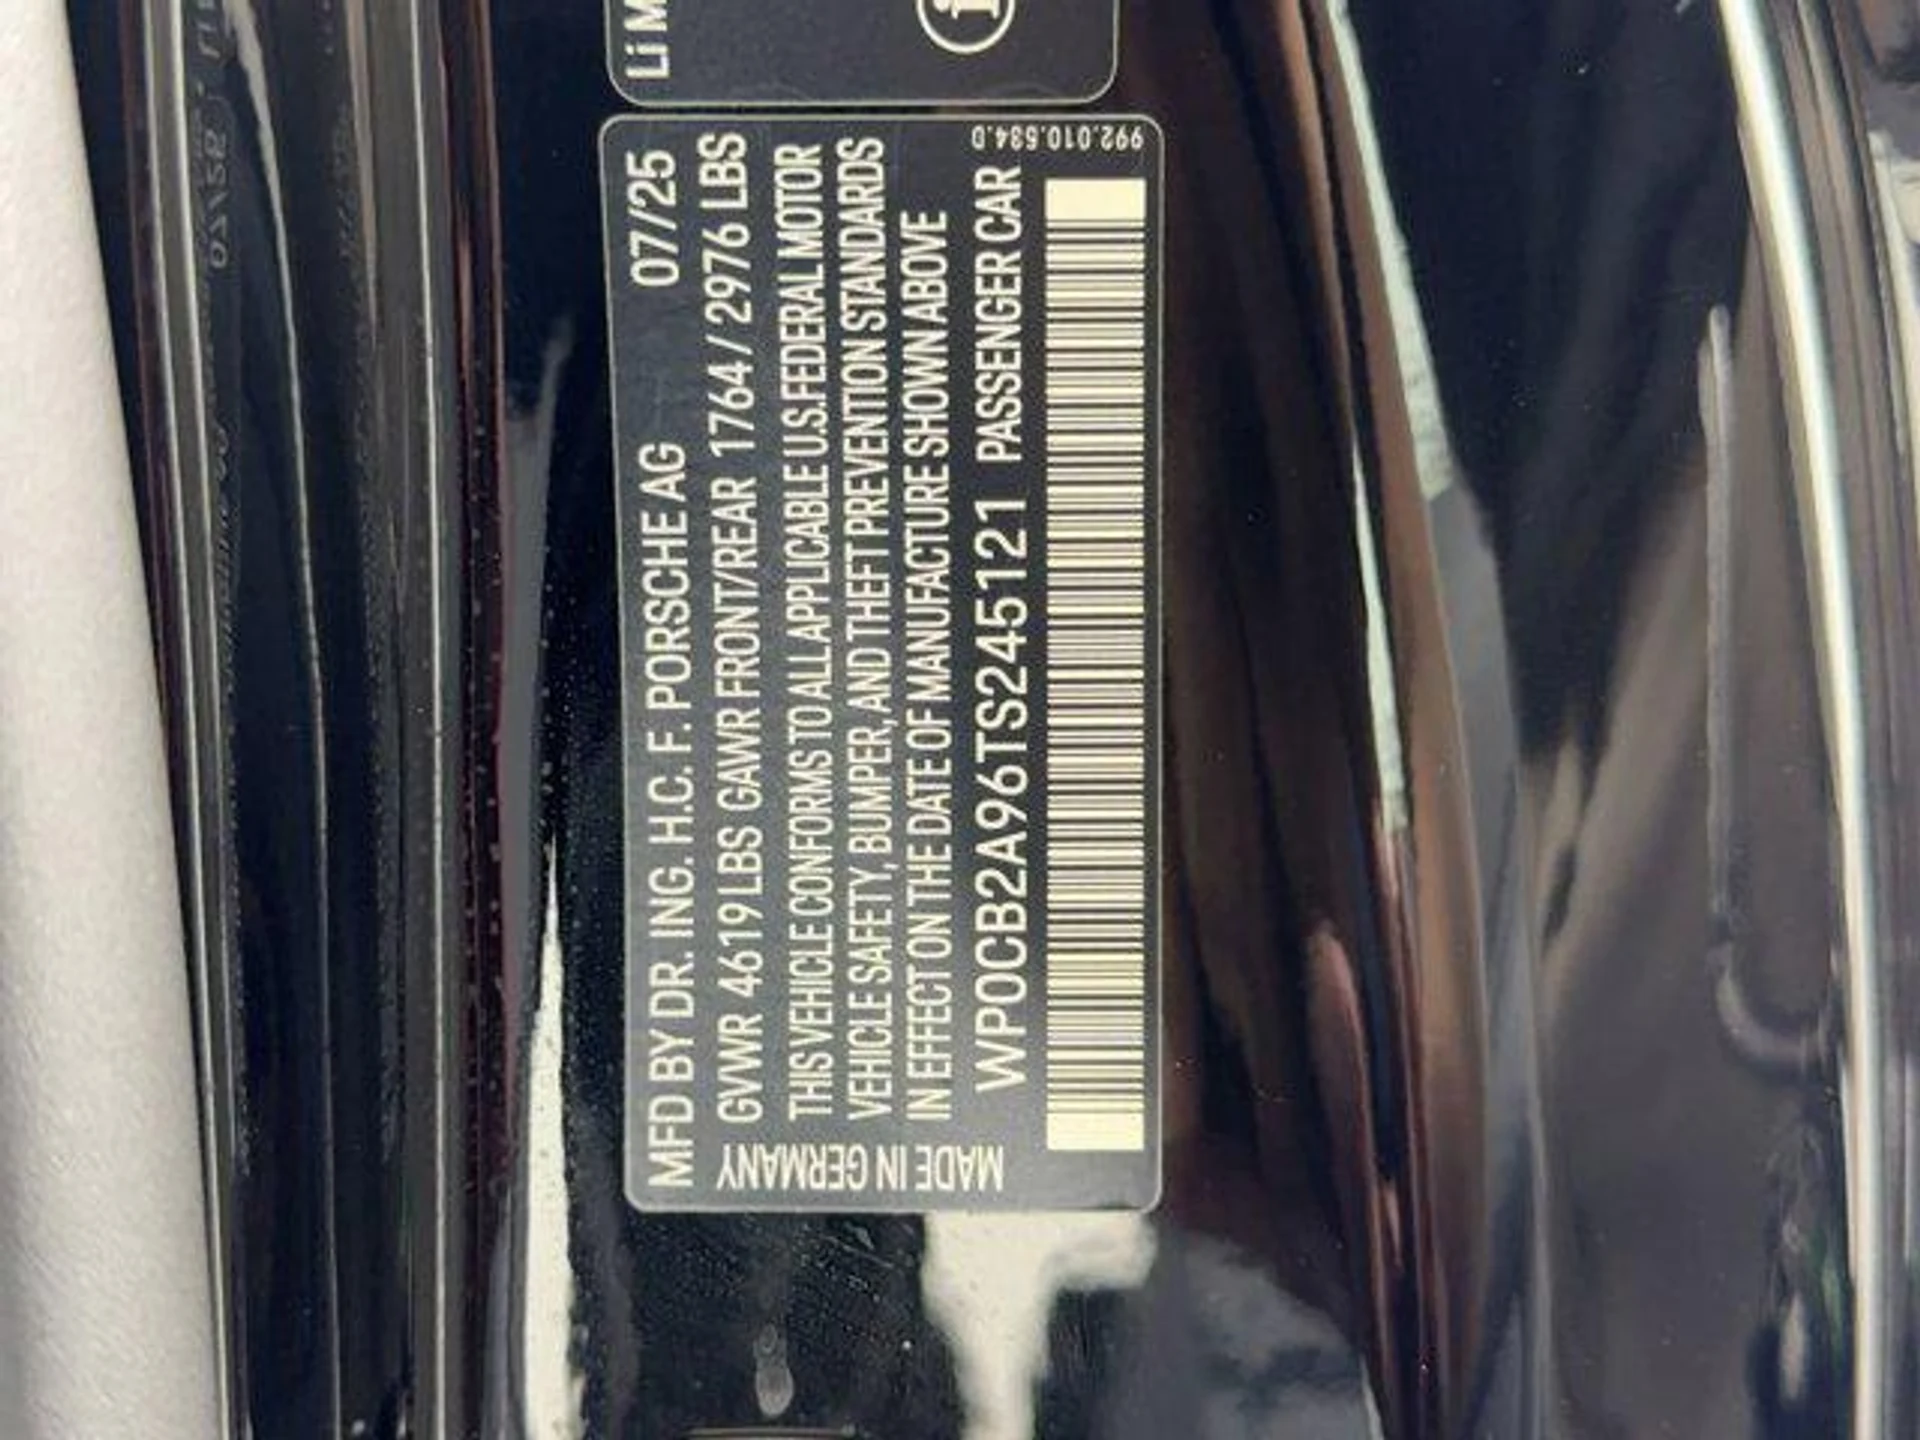 Li M
i
MFD BY DR. ING. H.C. F. PORSCHE AG 07/25
GVWR 4619 LBS GAWR FRONT/REAR 1764 / 2976 LBS
THIS VEHICLE CONFORMS TO ALL APPLICABLE U.S. FEDERAL MOTOR
VEHICLE SAFETY, BUMPER, AND THEFT PREVENTION STANDARDS
IN EFFECT ON THE DATE OF MANUFACTURE SHOWN ABOVE
WP0CB2A96TS245121 PASSENGER CAR
MADE IN GERMANY
992.010.534.D